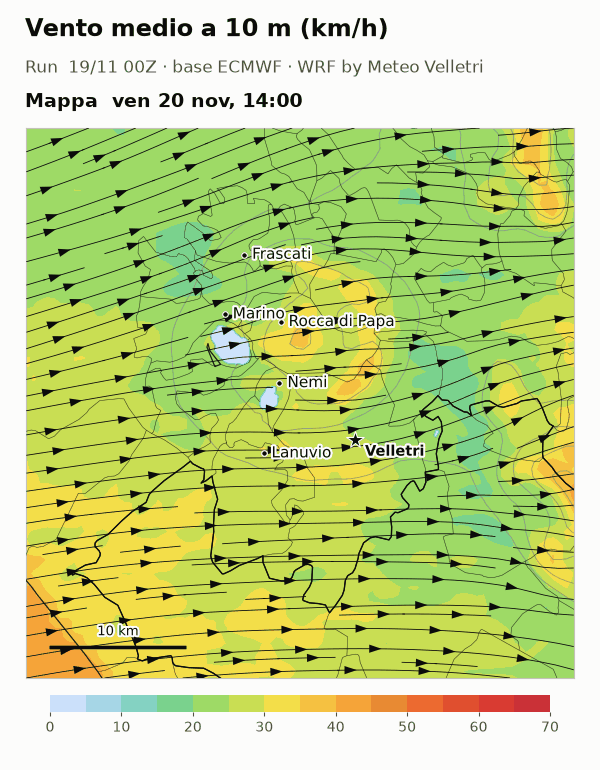 Vento medio a 10 m (km/h)
Run 19/11 00Z · base ECMWF · WRF by Meteo Velletri
Mappa ven 20 nov, 14:00
Frascati
Marino
Rocca di Papa
Nemi
Velletri
Lanuvio
10 km
0 10 20 30 40 50 60 70